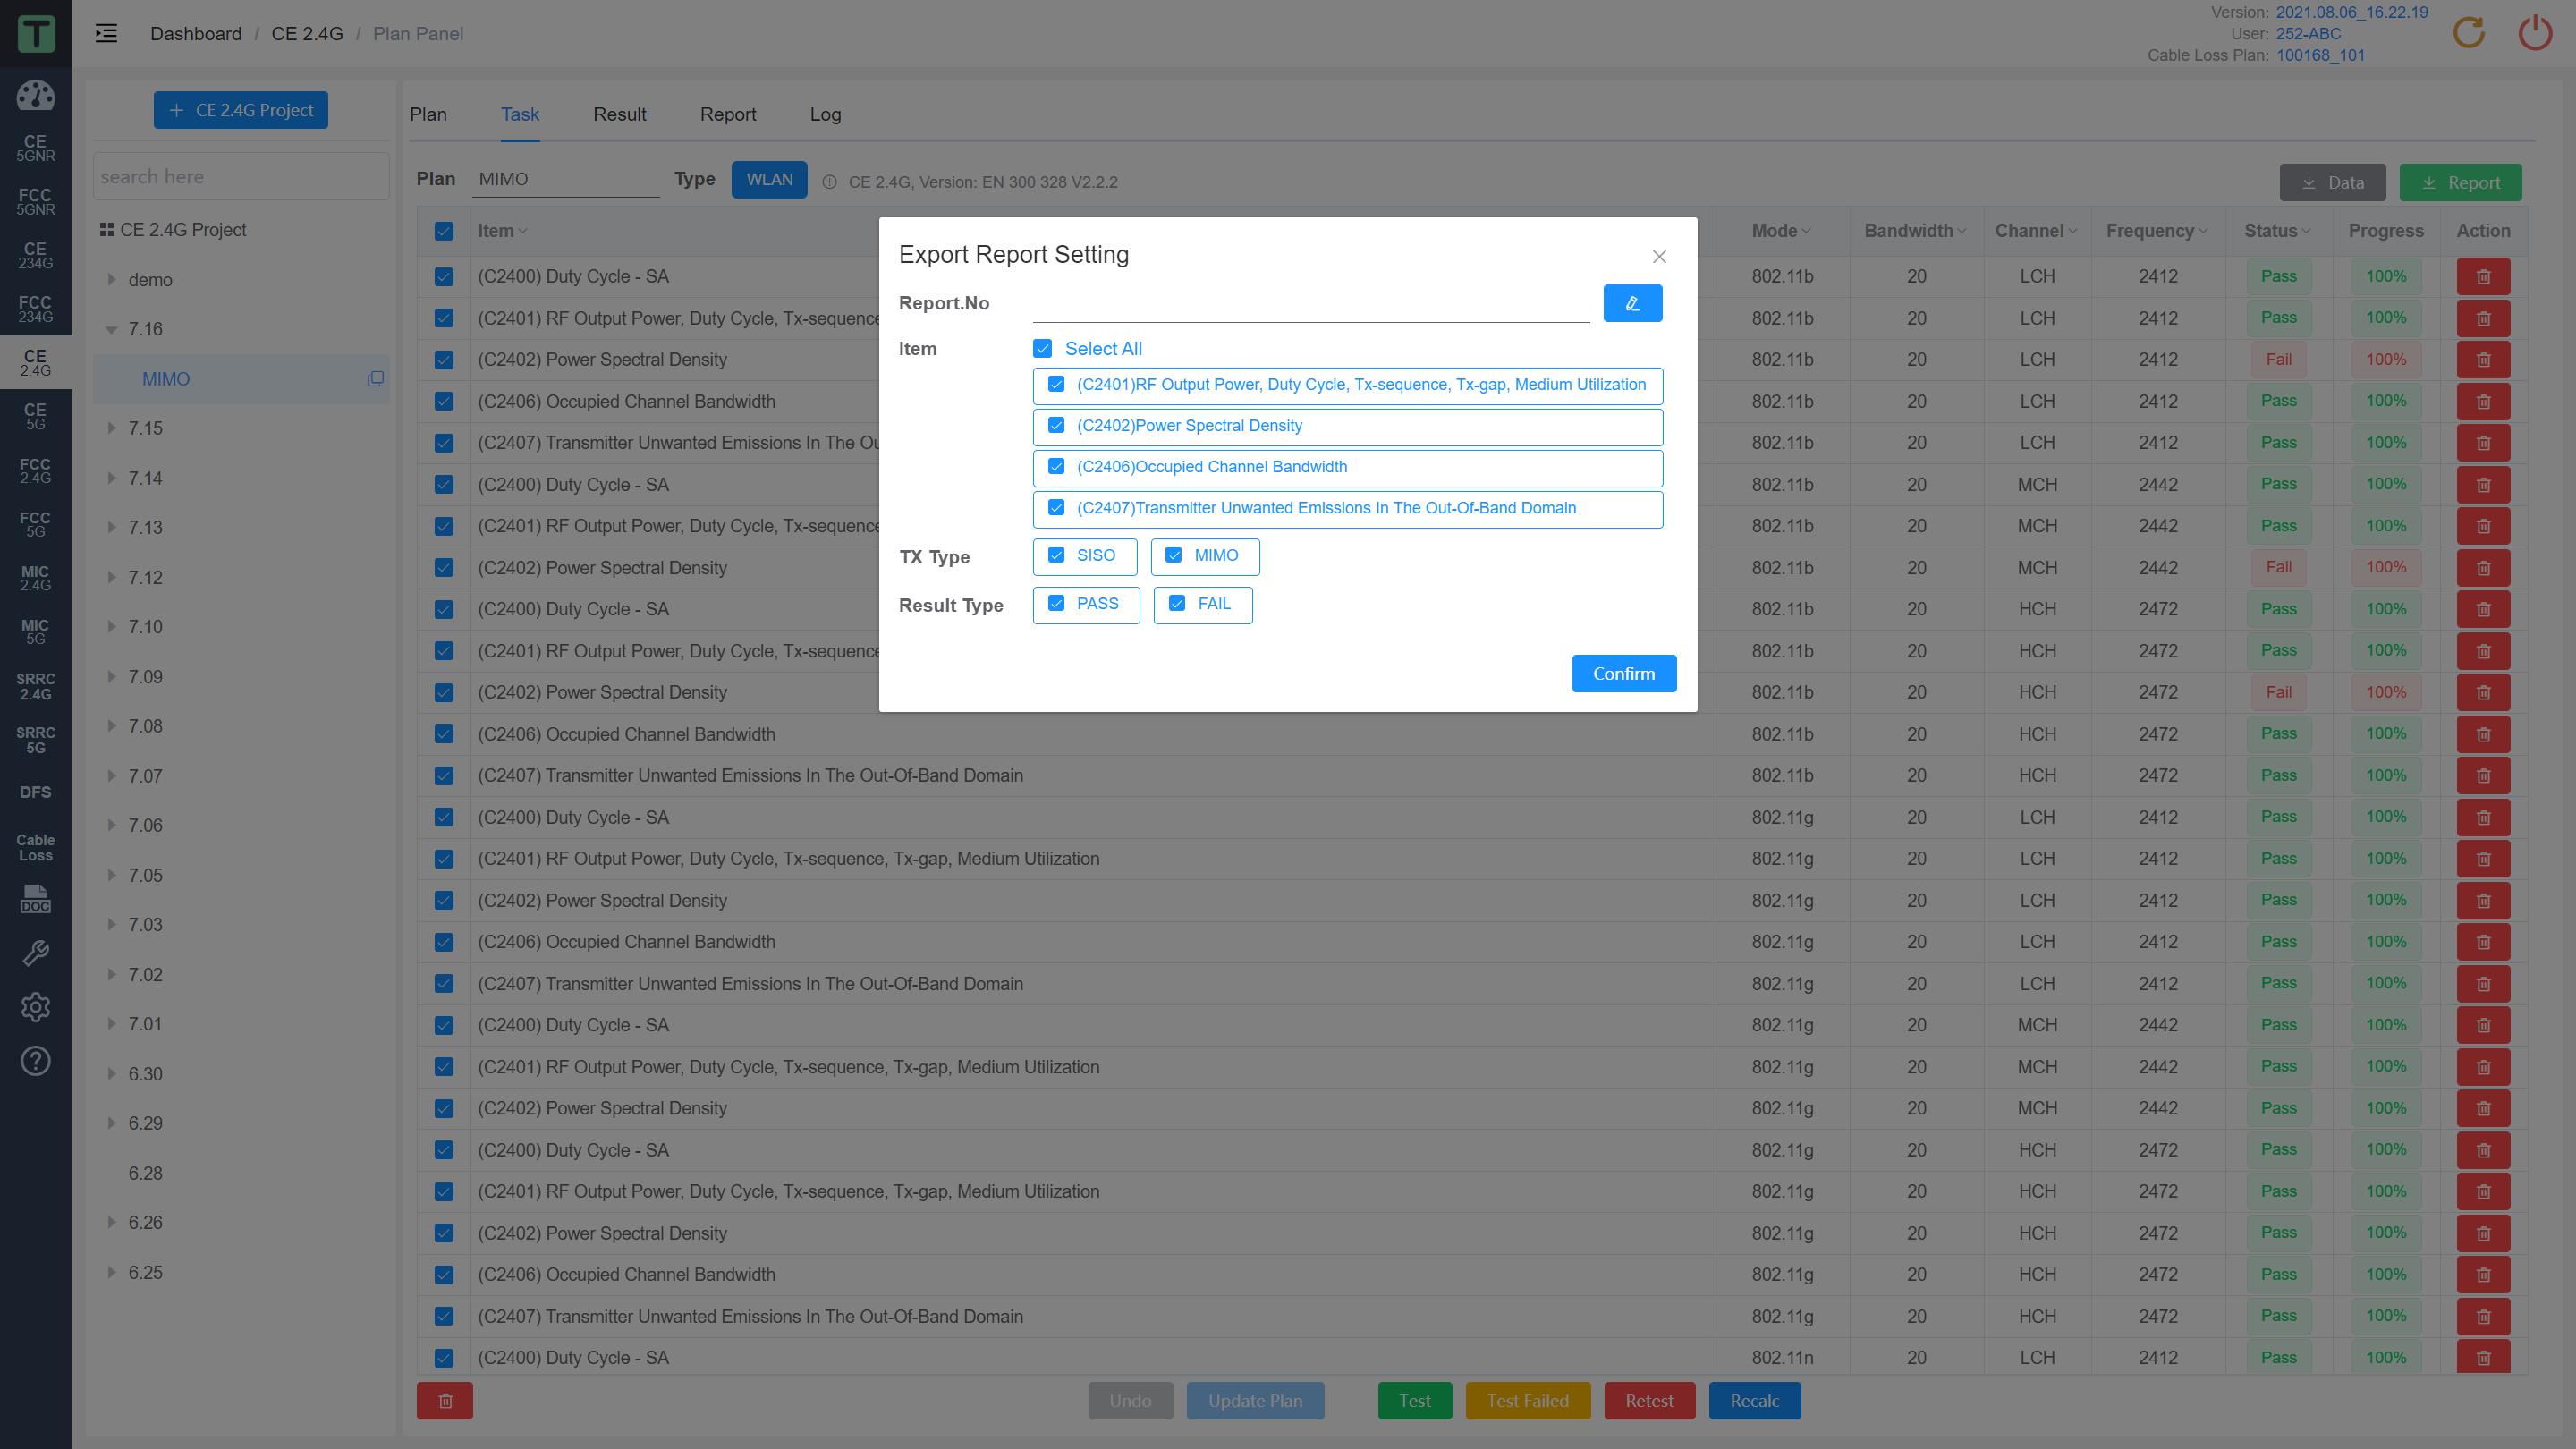 T
Dashboard / CE 2.4G / Plan Panel
Version: 2021.08.06_16.22.19
User: 252-ABC
Cable Loss Plan: 100168_101
CE
5GNR
FCC
5GNR
CE
234G
FCC
234G
CE
2.4G
CE
5G
FCC
2.4G
FCC
5G
MIC
2.4G
MIC
5G
SRRC
2.4G
SRRC
5G
DFS
Cable
Loss
DOC
+ CE 2.4G Project
search here
CE 2.4G Project
demo
7.16
MIMO
7.15
7.14
7.13
7.12
7.10
7.09
7.08
7.07
7.06
7.05
7.03
7.02
7.01
6.30
6.29
6.28
6.26
6.25
Plan Task Result Report Log
Plan MIMO Type WLAN CE 2.4G, Version: EN 300 328 V2.2.2 Data Report
Item Mode Bandwidth Channel Frequency Status Progress Action
(C2400) Duty Cycle - SA 802.11b 20 LCH 2412 Pass 100%
(C2401) RF Output Power, Duty Cycle, Tx-sequence 802.11b 20 LCH 2412 Pass 100%
(C2402) Power Spectral Density 802.11b 20 LCH 2412 Fail 100%
(C2406) Occupied Channel Bandwidth 802.11b 20 LCH 2412 Pass 100%
(C2407) Transmitter Unwanted Emissions In The Ou 802.11b 20 LCH 2412 Pass 100%
(C2400) Duty Cycle - SA 802.11b 20 MCH 2442 Pass 100%
(C2401) RF Output Power, Duty Cycle, Tx-sequence 802.11b 20 MCH 2442 Pass 100%
(C2402) Power Spectral Density 802.11b 20 MCH 2442 Fail 100%
(C2400) Duty Cycle - SA 802.11b 20 HCH 2472 Pass 100%
(C2401) RF Output Power, Duty Cycle, Tx-sequence 802.11b 20 HCH 2472 Pass 100%
(C2402) Power Spectral Density 802.11b 20 HCH 2472 Fail 100%
(C2406) Occupied Channel Bandwidth 802.11b 20 HCH 2472 Pass 100%
(C2407) Transmitter Unwanted Emissions In The Out-Of-Band Domain 802.11b 20 HCH 2472 Pass 100%
(C2400) Duty Cycle - SA 802.11g 20 LCH 2412 Pass 100%
(C2401) RF Output Power, Duty Cycle, Tx-sequence, Tx-gap, Medium Utilization 802.11g 20 LCH 2412 Pass 100%
(C2402) Power Spectral Density 802.11g 20 LCH 2412 Pass 100%
(C2406) Occupied Channel Bandwidth 802.11g 20 LCH 2412 Pass 100%
(C2407) Transmitter Unwanted Emissions In The Out-Of-Band Domain 802.11g 20 LCH 2412 Pass 100%
(C2400) Duty Cycle - SA 802.11g 20 MCH 2442 Pass 100%
(C2401) RF Output Power, Duty Cycle, Tx-sequence, Tx-gap, Medium Utilization 802.11g 20 MCH 2442 Pass 100%
(C2402) Power Spectral Density 802.11g 20 MCH 2442 Pass 100%
(C2400) Duty Cycle - SA 802.11g 20 HCH 2472 Pass 100%
(C2401) RF Output Power, Duty Cycle, Tx-sequence, Tx-gap, Medium Utilization 802.11g 20 HCH 2472 Pass 100%
(C2402) Power Spectral Density 802.11g 20 HCH 2472 Pass 100%
(C2406) Occupied Channel Bandwidth 802.11g 20 HCH 2472 Pass 100%
(C2407) Transmitter Unwanted Emissions In The Out-Of-Band Domain 802.11g 20 HCH 2472 Pass 100%
(C2400) Duty Cycle - SA 802.11n 20 LCH 2412 Pass 100%
Undo Update Plan Test Test Failed Retest Recalc
Export Report Setting
Report.No
Item Select All
(C2401)RF Output Power, Duty Cycle, Tx-sequence, Tx-gap, Medium Utilization
(C2402)Power Spectral Density
(C2406)Occupied Channel Bandwidth
(C2407)Transmitter Unwanted Emissions In The Out-Of-Band Domain
TX Type SISO MIMO
Result Type PASS FAIL
Confirm